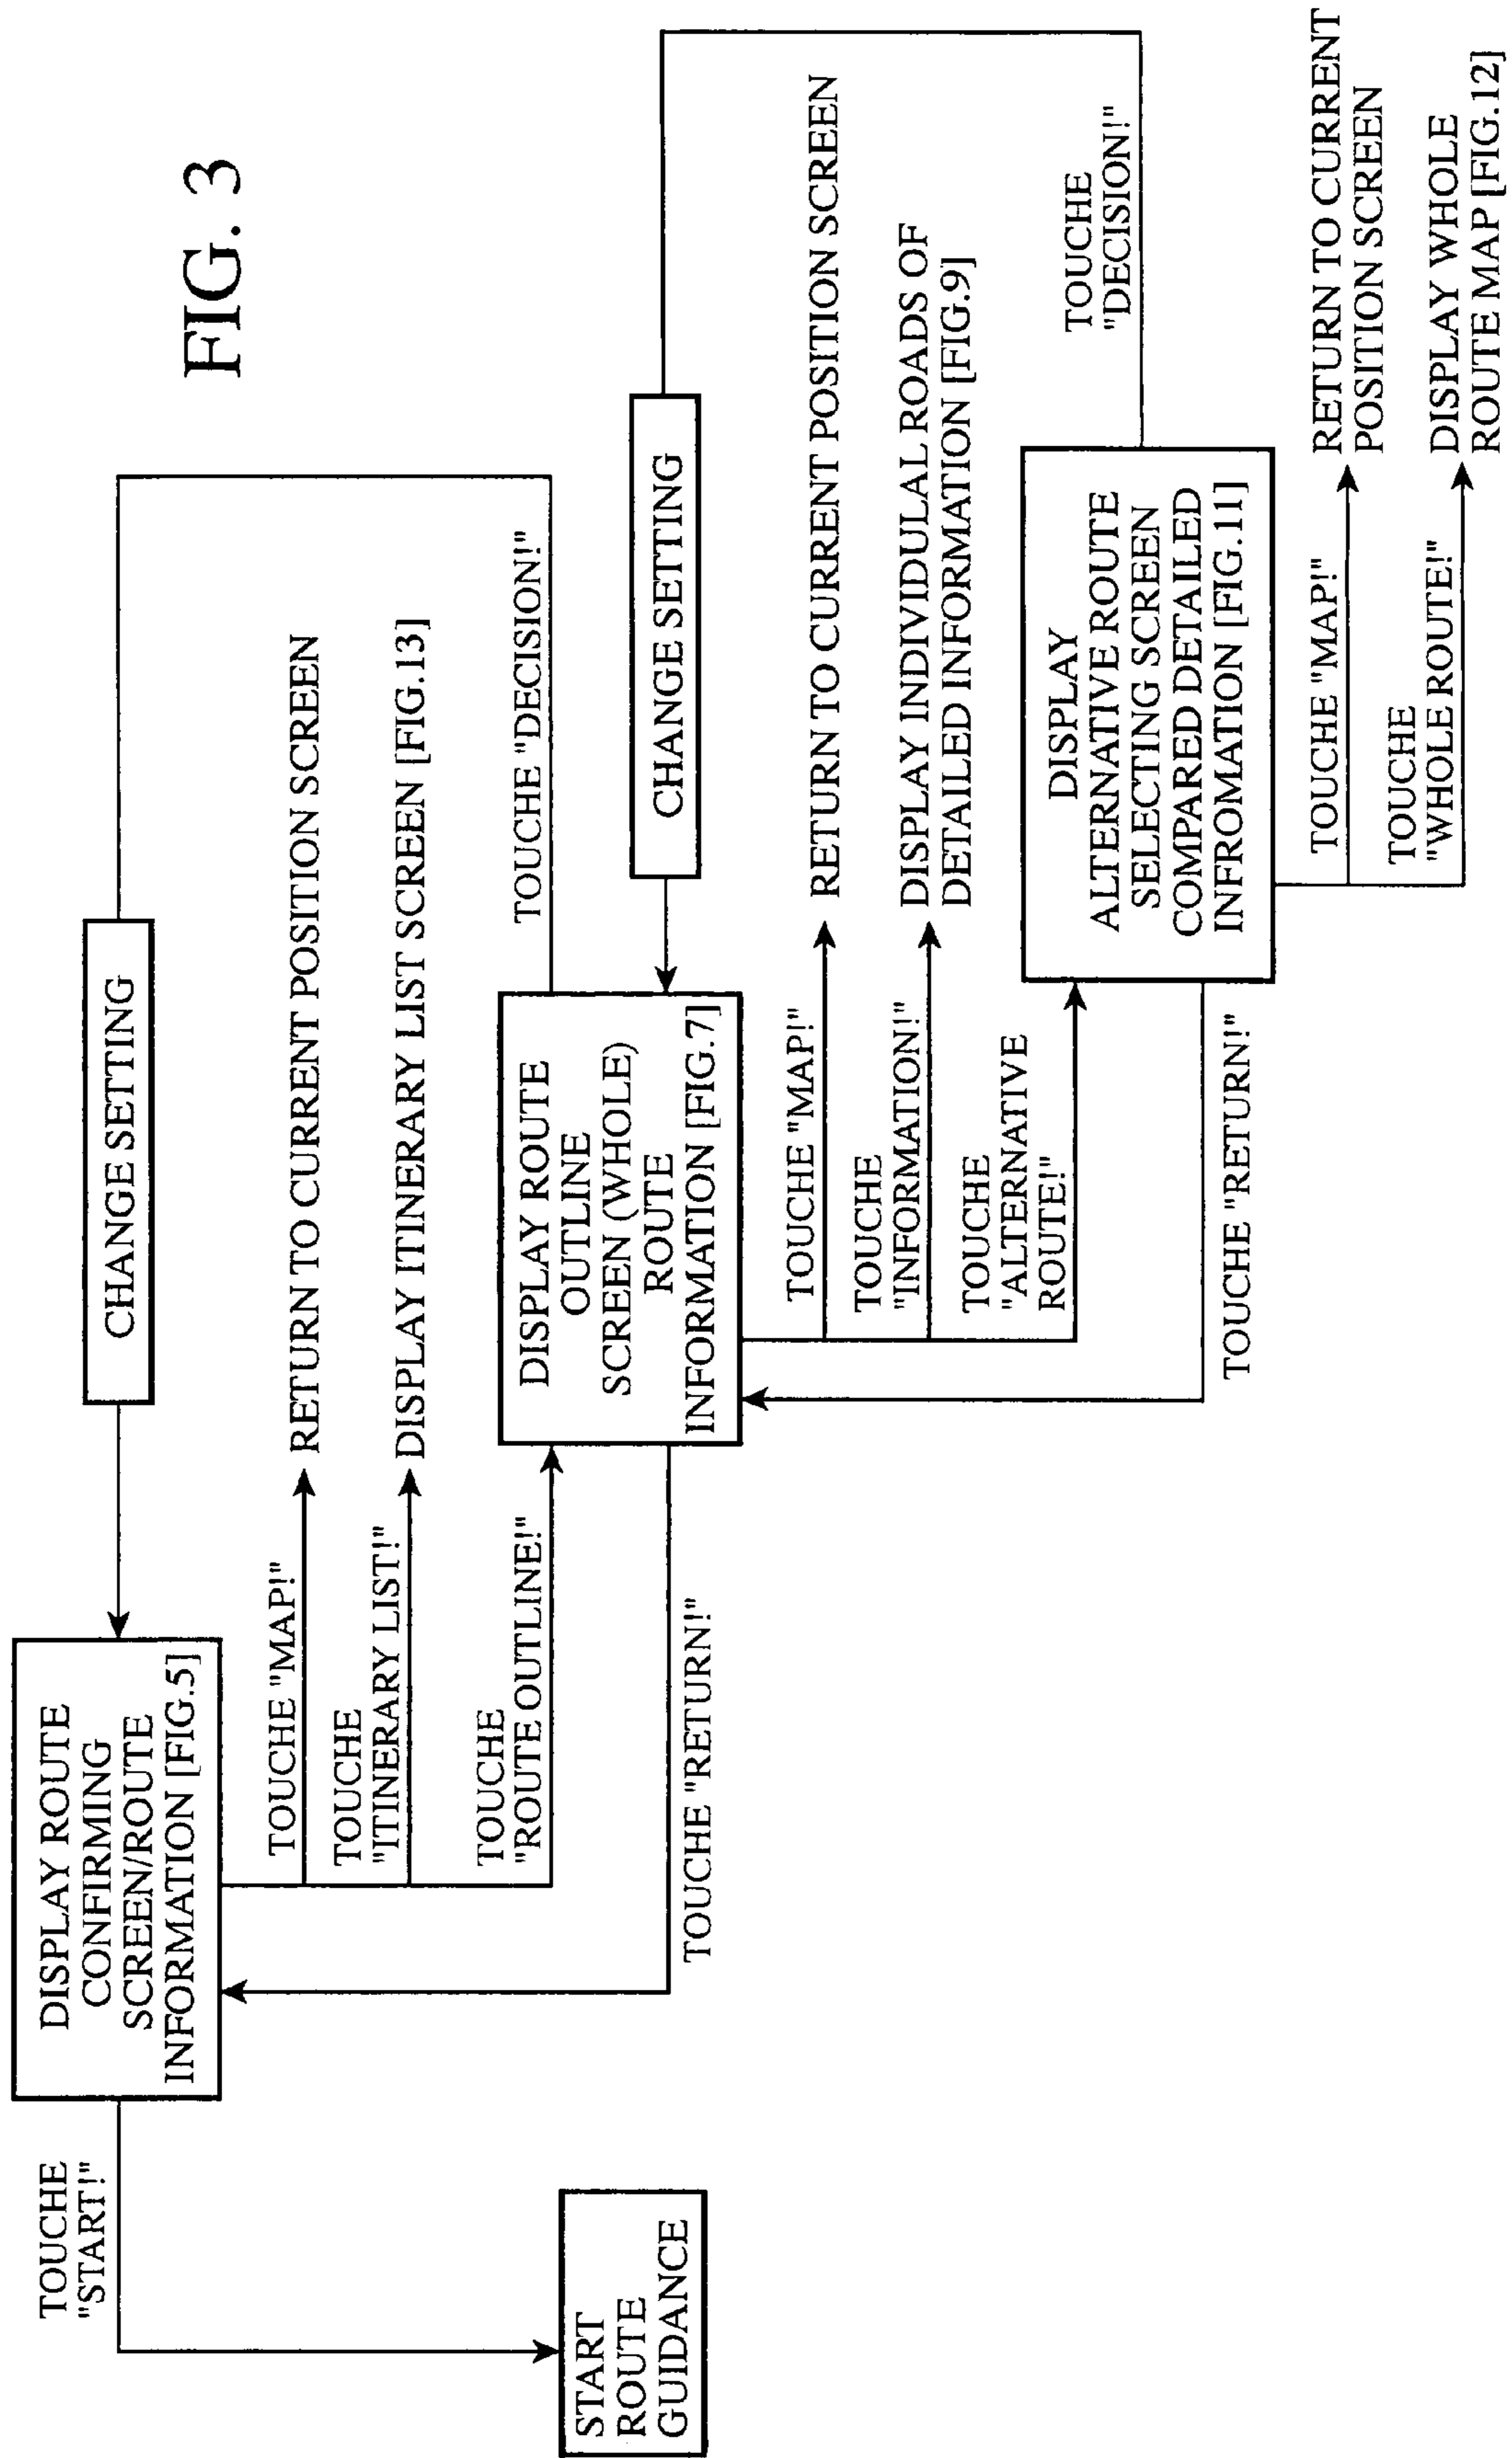 FIG. 3
TOUCHE
"START!"
START
ROUTE
GUIDANCE
DISPLAY ROUTE
CONFIRMING
SCREEN/ROUTE
INFORMATION [FIG.5]
CHANGE SETTING
TOUCHE "MAP!"
RETURN TO CURRENT POSITION SCREEN
TOUCHE
"ITINERARY LIST!"
DISPLAY ITINERARY LIST SCREEN [FIG.13]
TOUCHE
"ROUTE OUTLINE!"
TOUCHE "RETURN!"
TOUCHE "DECISION!"
DISPLAY ROUTE
OUTLINE
SCREEN (WHOLE)
ROUTE
INFORMATION [FIG.7]
CHANGE SETTING
TOUCHE "MAP!"
RETURN TO CURRENT POSITION SCREEN
TOUCHE
"INFORMATION!"
DISPLAY INDIVIDULAL ROADS OF
DETAILED INFORMATION [FIG.9]
TOUCHE
"ALTERNATIVE
ROUTE!"
TOUCHE "RETURN!"
TOUCHE
"DECISION!"
DISPLAY
ALTERNATIVE ROUTE
SELECTING SCREEN
COMPARED DETAILED
INFROMATION [FIG.11]
TOUCHE "MAP!"
RETURN TO CURRENT
POSITION SCREEN
TOUCHE
"WHOLE ROUTE!"
DISPLAY WHOLE
ROUTE MAP [FIG.12]